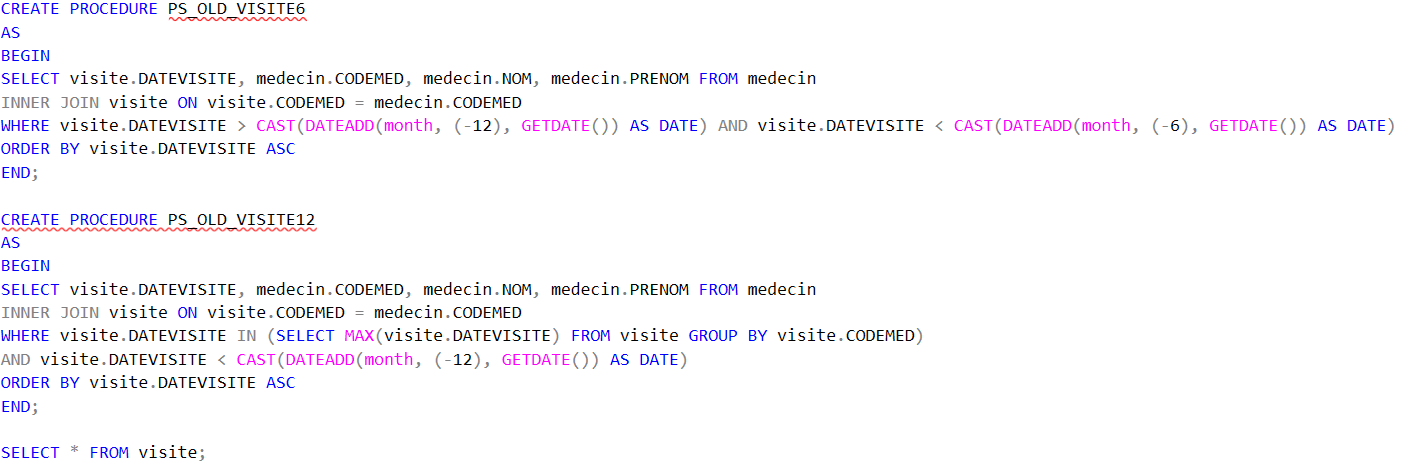 CREATE PROCEDURE PS_OLD_VISITE6
AS
BEGIN
SELECT visite.DATEVISITE, medecin.CODEMED, medecin.NOM, medecin.PRENOM FROM medecin
INNER JOIN visite ON visite.CODEMED = medecin.CODEMED
WHERE visite.DATEVISITE > CAST(DATEADD(month, (-12), GETDATE()) AS DATE) AND visite.DATEVISITE < CAST(DATEADD(month, (-6), GETDATE()) AS DATE)
ORDER BY visite.DATEVISITE ASC
END;

CREATE PROCEDURE PS_OLD_VISITE12
AS
BEGIN
SELECT visite.DATEVISITE, medecin.CODEMED, medecin.NOM, medecin.PRENOM FROM medecin
INNER JOIN visite ON visite.CODEMED = medecin.CODEMED
WHERE visite.DATEVISITE IN (SELECT MAX(visite.DATEVISITE) FROM visite GROUP BY visite.CODEMED)
AND visite.DATEVISITE < CAST(DATEADD(month, (-12), GETDATE()) AS DATE)
ORDER BY visite.DATEVISITE ASC
END;

SELECT * FROM visite;